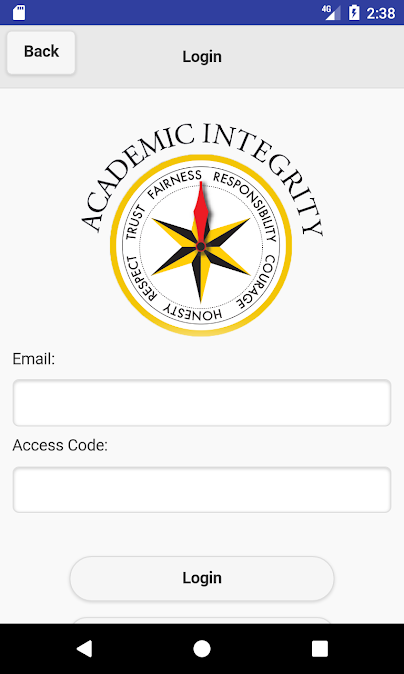 4G 2:38
Back
Login
ACADEMIC INTEGRITY
TRUST FAIRNESS RESPONSIBILITY COURAGE HONESTY RESPECT
Email:
Access Code:
Login